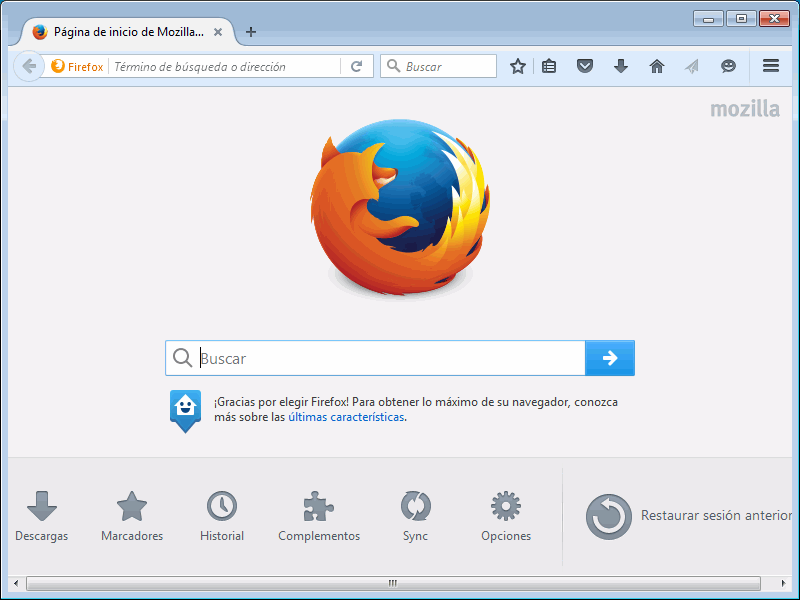 Página de inicio de Mozilla...
Firefox
Término de búsqueda o dirección
Buscar
mozilla
Buscar
¡Gracias por elegir Firefox! Para obtener lo máximo de su navegador, conozca
más sobre las últimas características.
Descargas
Marcadores
Historial
Complementos
Sync
Opciones
Restaurar sesión anterior